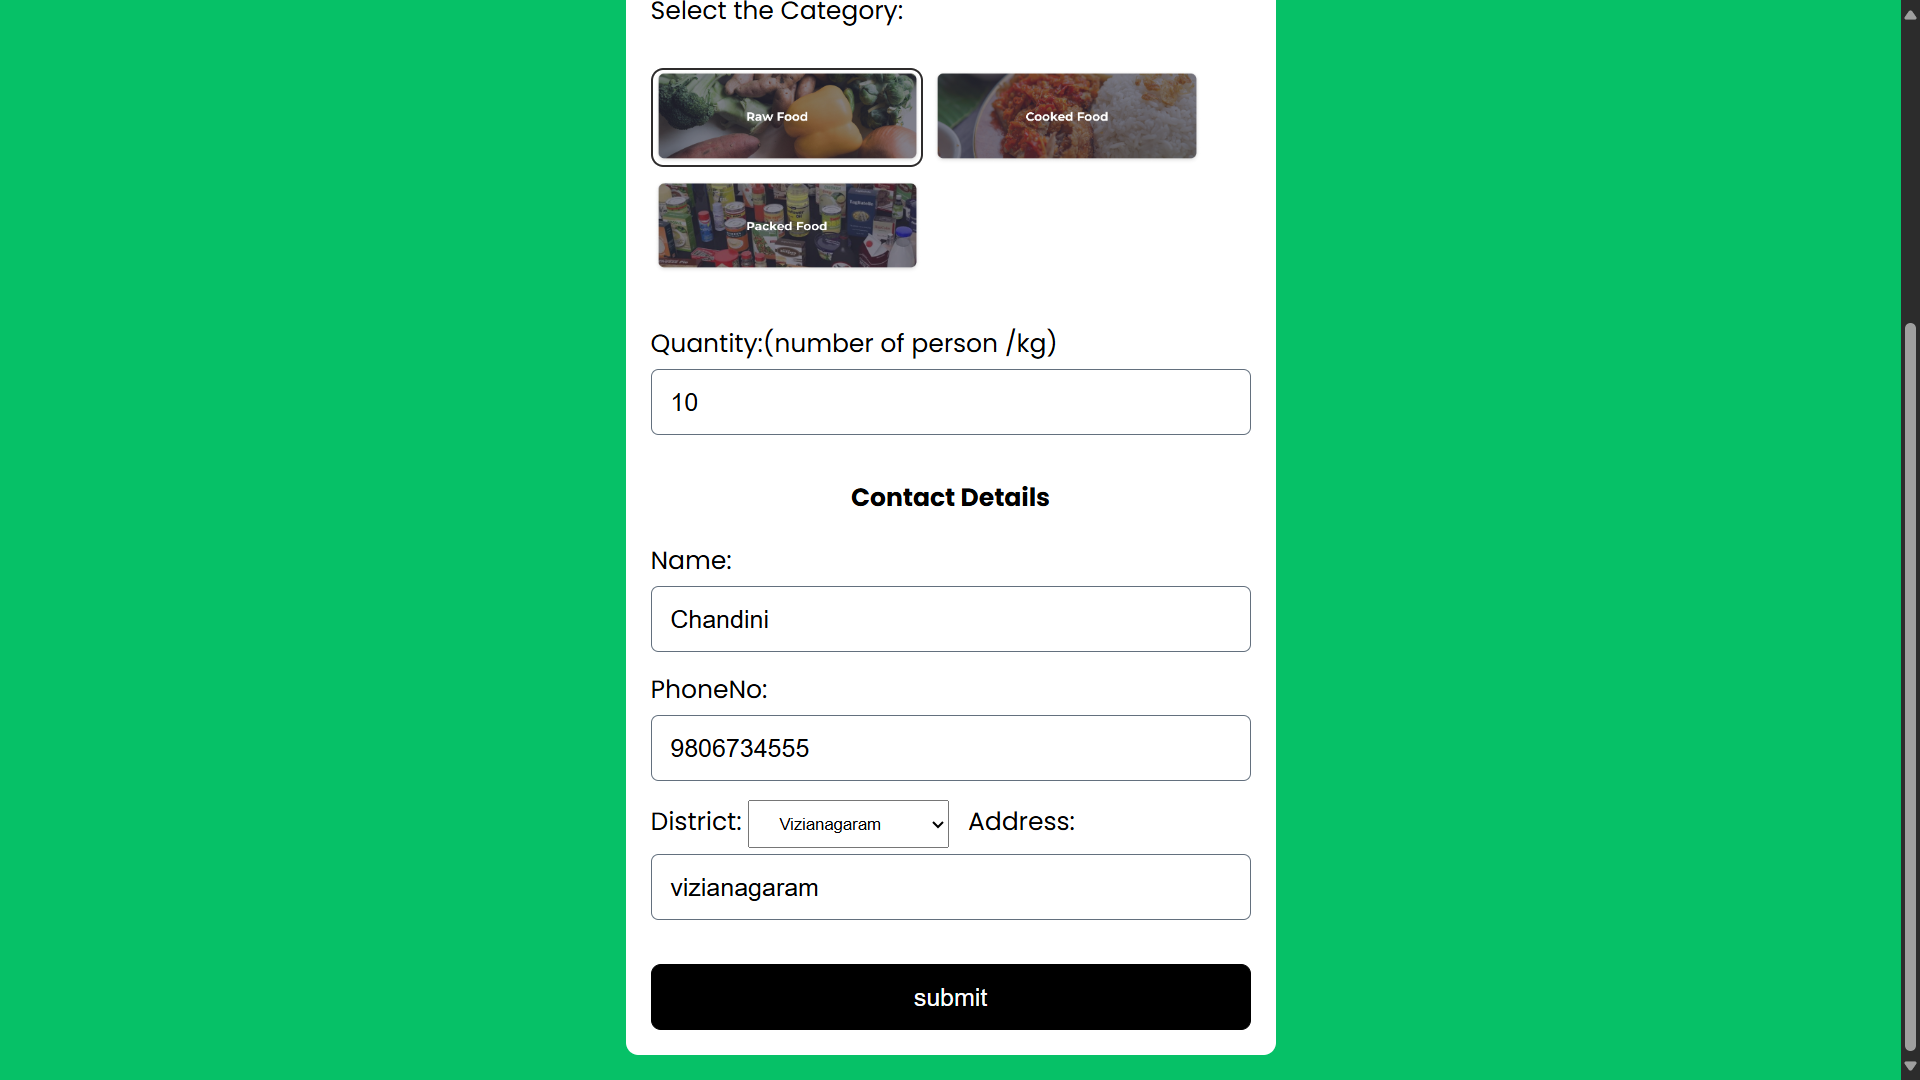 Select the Category:
Raw Food
Cooked Food
Packed Food
Quantity:(number of person /kg)
10
Contact Details
Name:
Chandini
PhoneNo:
9806734555
District: Vizianagaram Address:
vizianagaram
submit